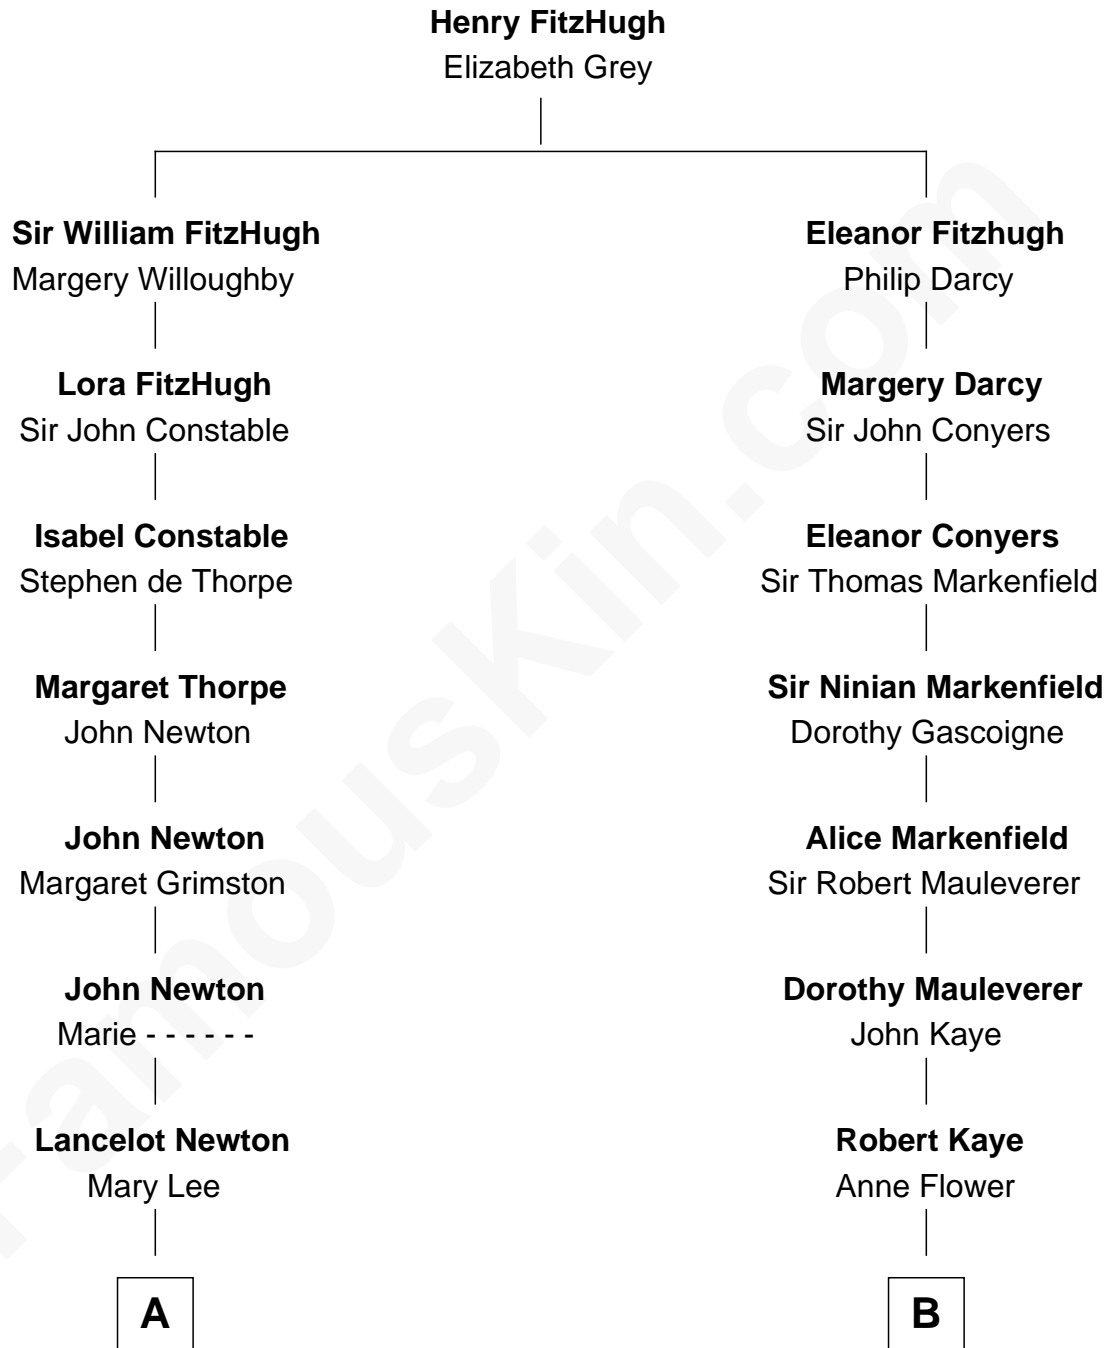 Henry FitzHugh
Elizabeth Grey
Sir William FitzHugh
Margery Willoughby
Lora FitzHugh
Sir John Constable
Isabel Constable
Stephen de Thorpe
Margaret Thorpe
John Newton
John Newton
Margaret Grimston
John Newton
Marie - - - - - -
Lancelot Newton
Mary Lee
A
Eleanor Fitzhugh
Philip Darcy
Margery Darcy
Sir John Conyers
Eleanor Conyers
Sir Thomas Markenfield
Sir Ninian Markenfield
Dorothy Gascoigne
Alice Markenfield
Sir Robert Mauleverer
Dorothy Mauleverer
John Kaye
Robert Kaye
Anne Flower
B
FamousKin.com